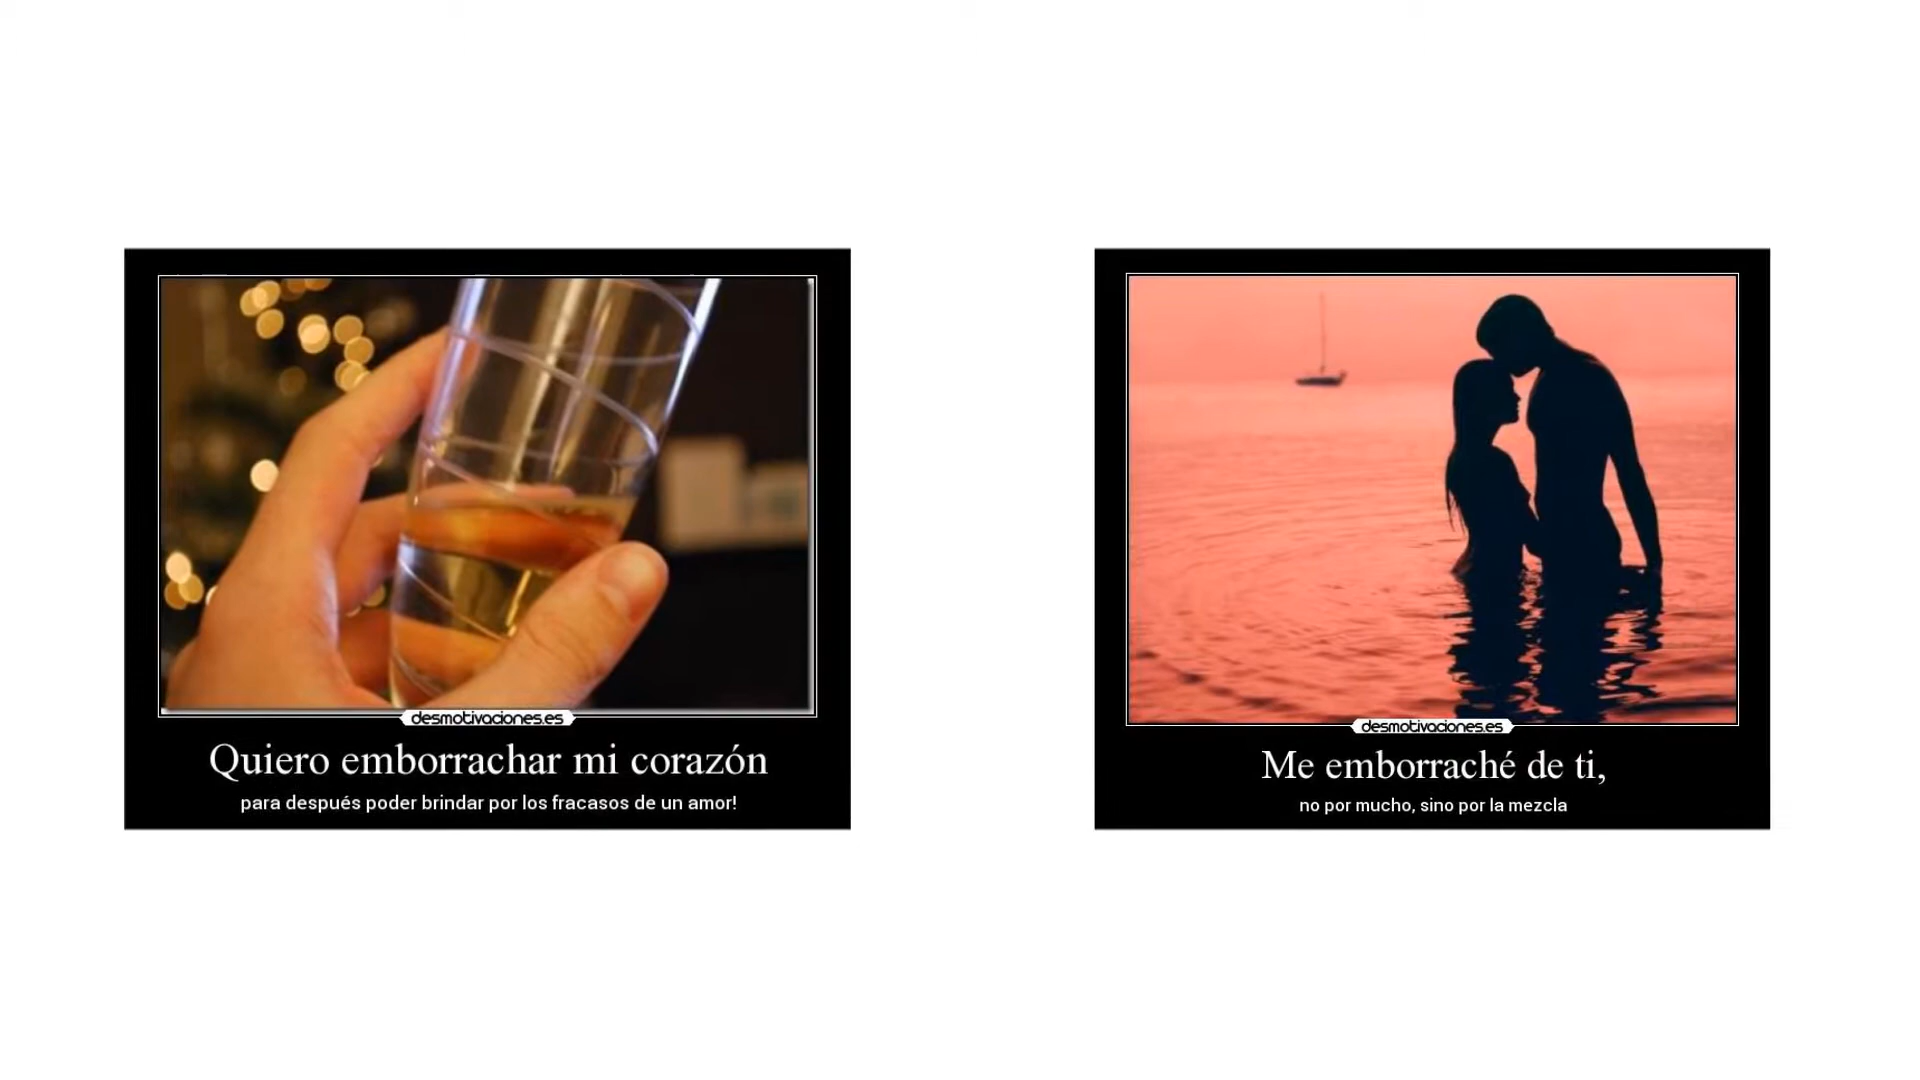 desmotivaciones.es
Quiero emborrachar mi corazón
para después poder brindar por los fracasos de un amor!
desmotivaciones.es
Me emborraché de ti,
no por mucho, sino por la mezcla